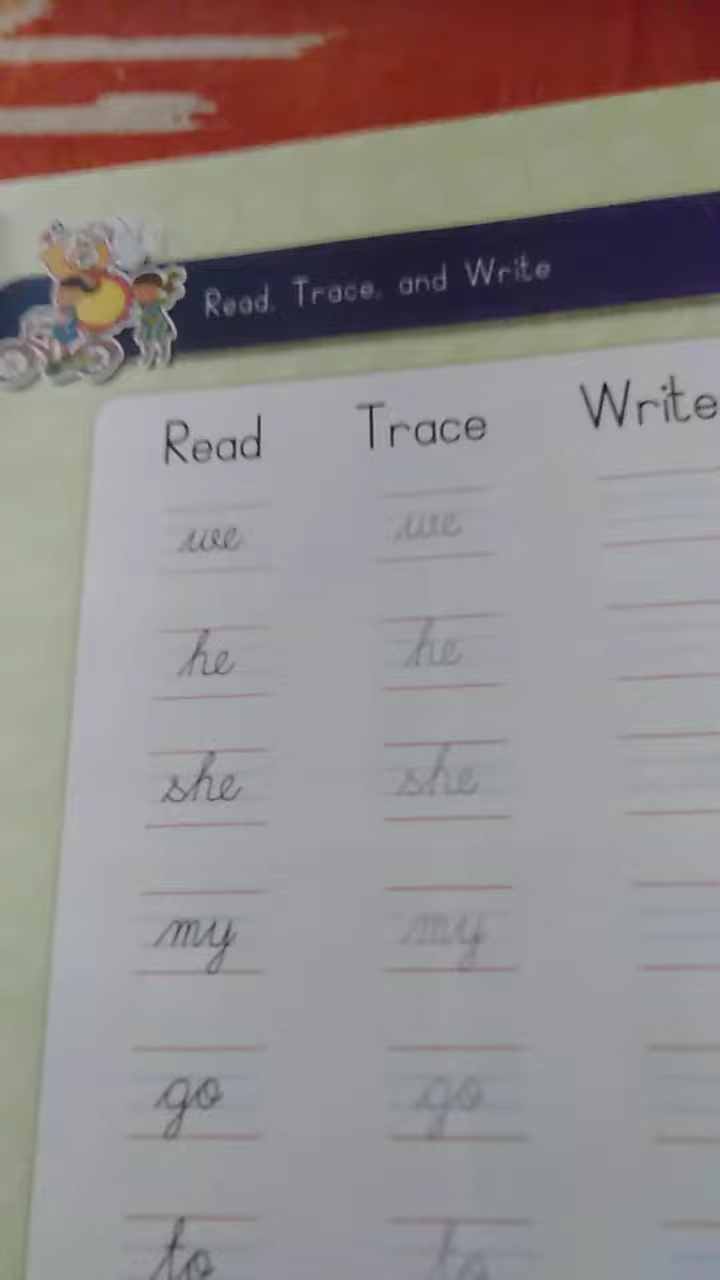 Read, Trace, and Write
Read Trace Write
we we
he he
she she
my my
go go
to to